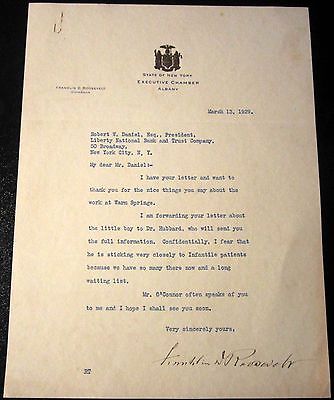 STATE OF NEW YORK
EXECUTIVE CHAMBER
ALBANY
FRANKLIN D. ROOSEVELT
GOVERNOR
March 13, 1929.
Robert W. Daniel, Esq., President,
Liberty National Bank and Trust Company,
50 Broadway,
New York City, N. Y.
My dear Mr. Daniel:-
I have your letter and want to
thank you for the nice things you say about the
work at Warm Springs.
I am forwarding your letter about
the little boy to Dr. Hubbard, who will send you
the full information. Confidentially, I fear that
he is sticking very closely to Infantile patients
because we have so many there now and a long
waiting list.
Mr. O'Connor often speaks of
you to me and I hope I shall see you soon.
Very sincerely yours,
Franklin D Roosevelt